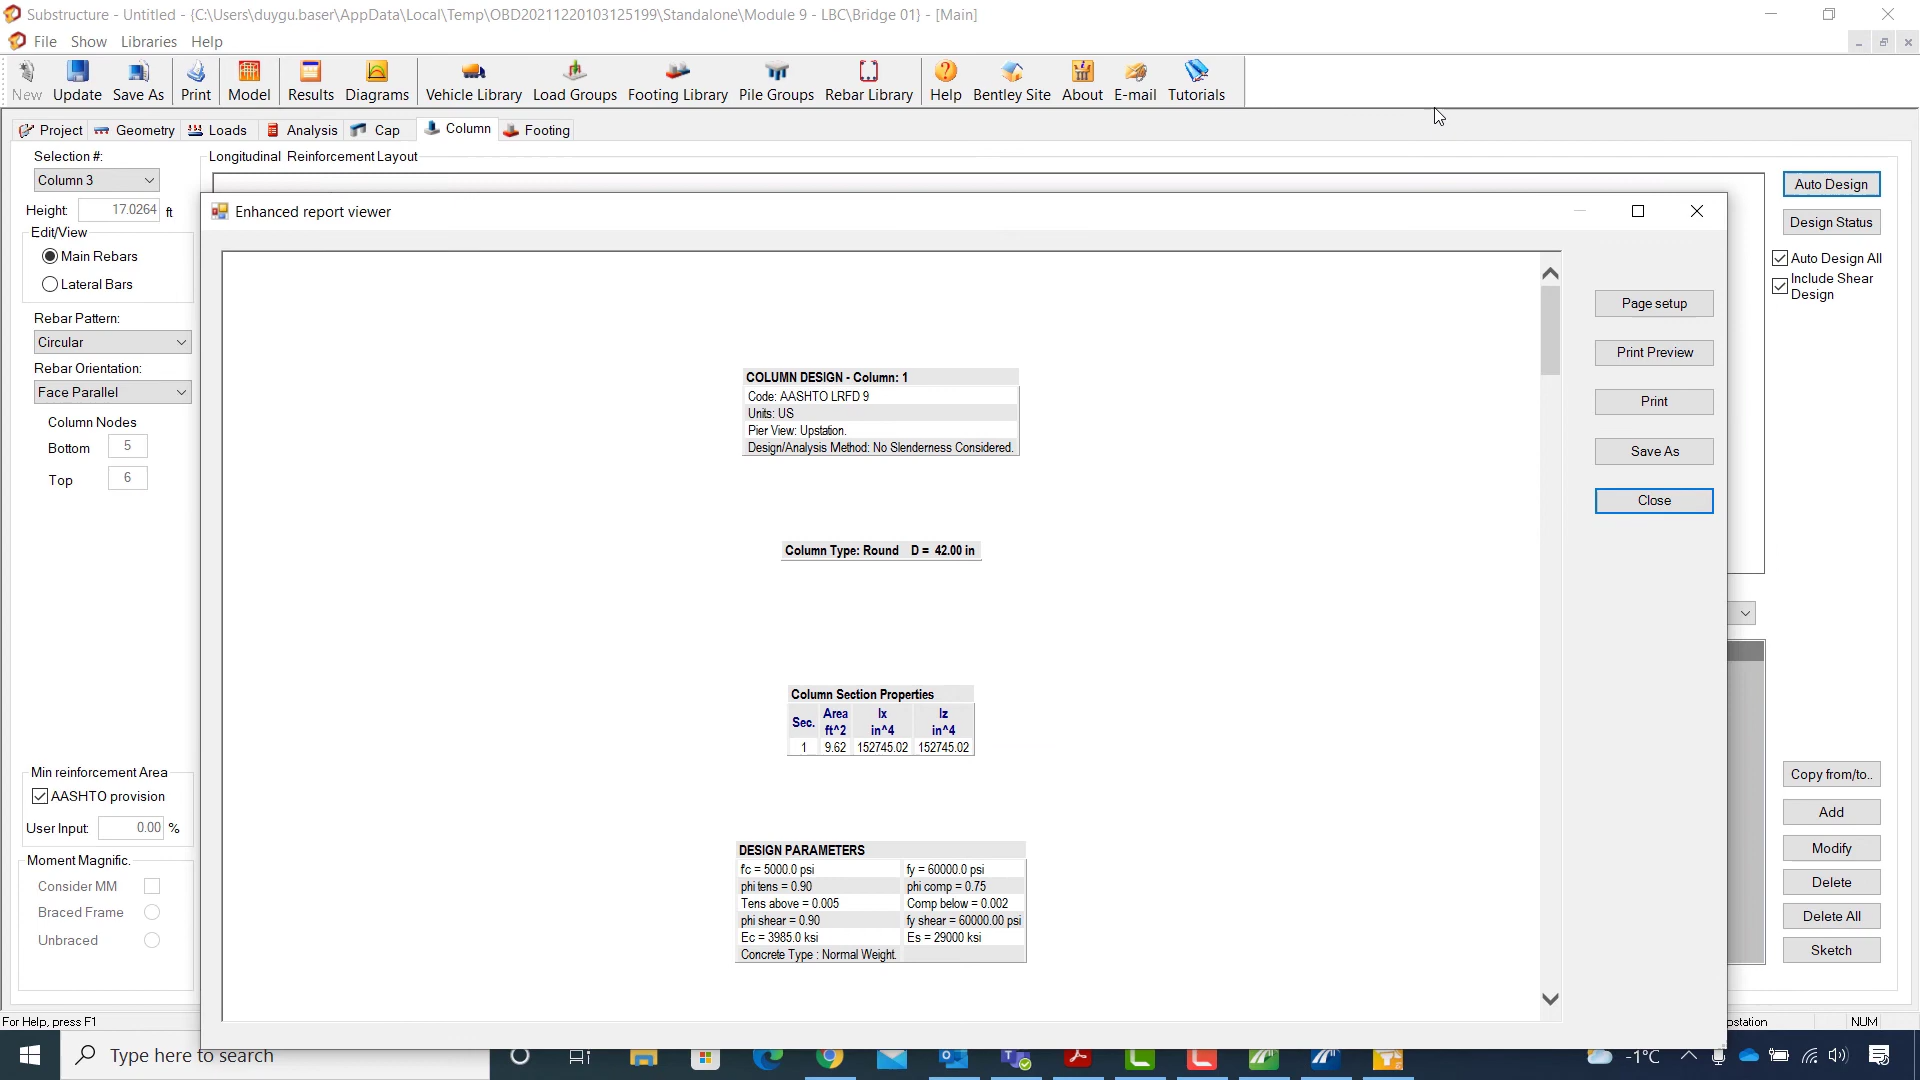 Substructure - Untitled - {C:\Users\duygu.baser\AppData\Local\Temp\OBD20211220103125199\Standalone\Module 9 - LBC\Bridge 01} - [Main]
File Show Libraries Help
New Update Save As Print Model Results Diagrams Vehicle Library Load Groups Footing Library Pile Groups Rebar Library Help Bentley Site About E-mail Tutorials
Project Geometry Loads Analysis Cap Column Footing
Selection #:
Column 3
Height: 17.0264 ft
Edit/View
Main Rebars
Lateral Bars
Rebar Pattern:
Circular
Rebar Orientation:
Face Parallel
Column Nodes
Bottom 5
Top 6
Min reinforcement Area
AASHTO provision
User Input: 0.00 %
Moment Magnific.
Consider MM
Braced Frame
Unbraced
Longitudinal Reinforcement Layout
Enhanced report viewer
COLUMN DESIGN - Column: 1
Code: AASHTO LRFD 9
Units: US
Pier View: Upstation.
Design/Analysis Method: No Slenderness Considered.
Column Type: Round D = 42.00 in
Column Section Properties
Sec. Area ft^2 Ix in^4 Iz in^4
1 9.62 152745.02 152745.02
DESIGN PARAMETERS
f'c = 5000.0 psi fy = 60000.0 psi
phi tens = 0.90 phi comp = 0.75
Tens above = 0.005 Comp below = 0.002
phi shear = 0.90 fy shear = 60000.00 psi
Ec = 3985.0 ksi Es = 29000 ksi
Concrete Type : Normal Weight.
Page setup
Print Preview
Print
Save As
Close
Auto Design
Design Status
Auto Design All
Include Shear
Design
Copy from/to..
Add
Modify
Delete
Delete All
Sketch
For Help, press F1
pstation NUM
Type here to search
-1°C